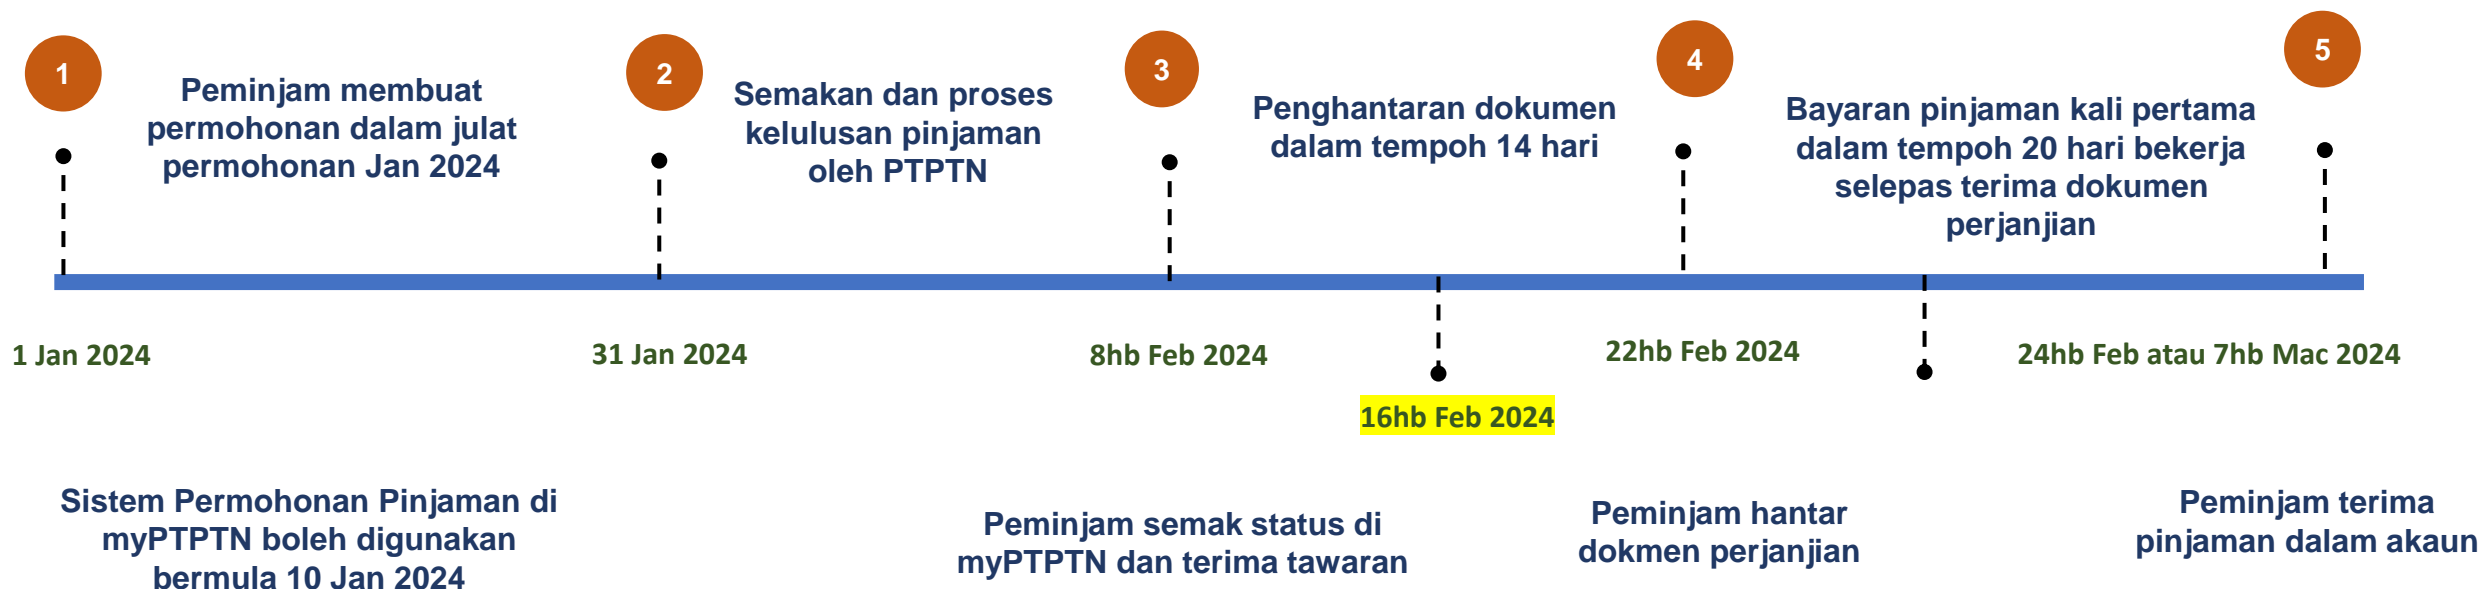 1
Peminjam membuat
permohonan dalam julat
permohonan Jan 2024
2
Semakan dan proses
kelulusan pinjaman
oleh PTPTN
3
Penghantaran dokumen
dalam tempoh 14 hari
4
Bayaran pinjaman kali pertama
dalam tempoh 20 hari bekerja
selepas terima dokumen
perjanjian
5
1 Jan 2024
31 Jan 2024
8hb Feb 2024
22hb Feb 2024
24hb Feb atau 7hb Mac 2024
16hb Feb 2024
Sistem Permohonan Pinjaman di
myPTPTN boleh digunakan
bermula 10 Jan 2024
Peminjam semak status di
myPTPTN dan terima tawaran
Peminjam hantar
dokmen perjanjian
Peminjam terima
pinjaman dalam akaun